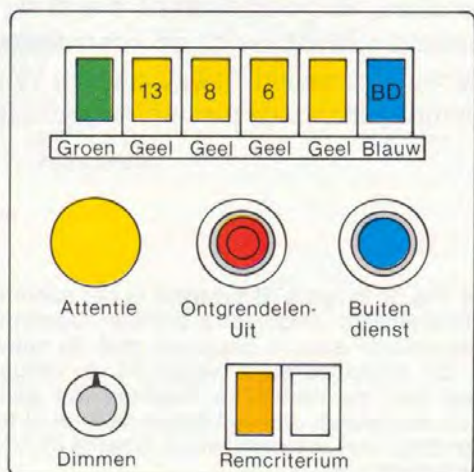 13 8 6 BD
Groen Geel Geel Geel Geel Blauw
Attentie Ontgrendelen- Buiten
Uit dienst
Dimmen Remcriterium